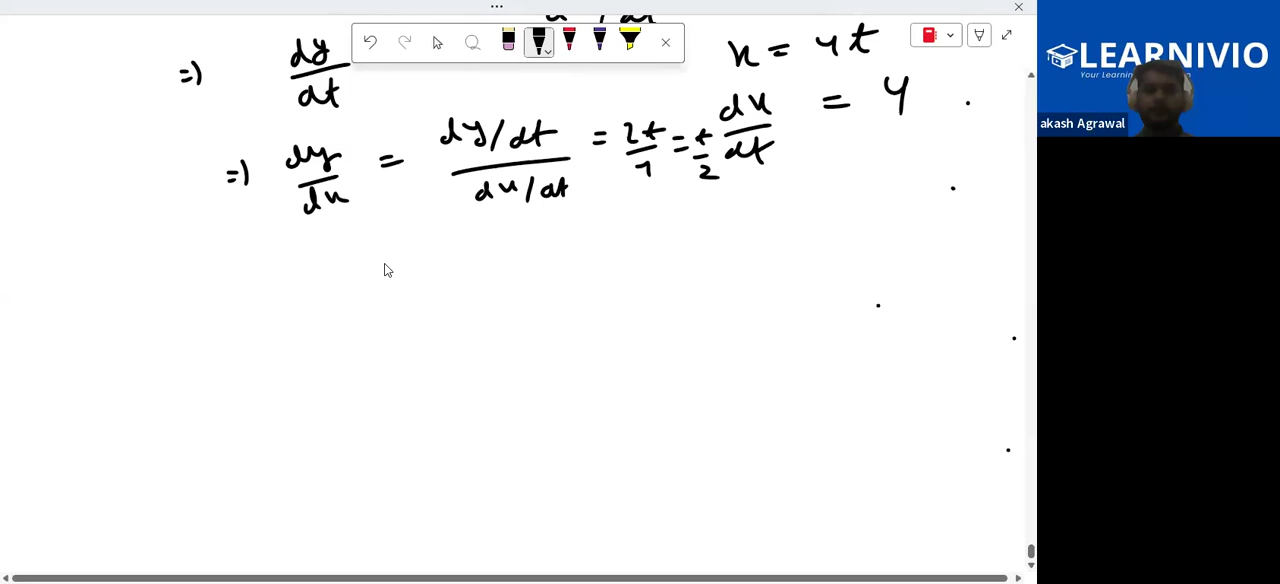 LEARNIVIO
akash Agrawal
x = 4t
=) dy/dt
dx/dt = 4
=) dy/dx = dy/dt / dx/dt = 2t/4 = t/2